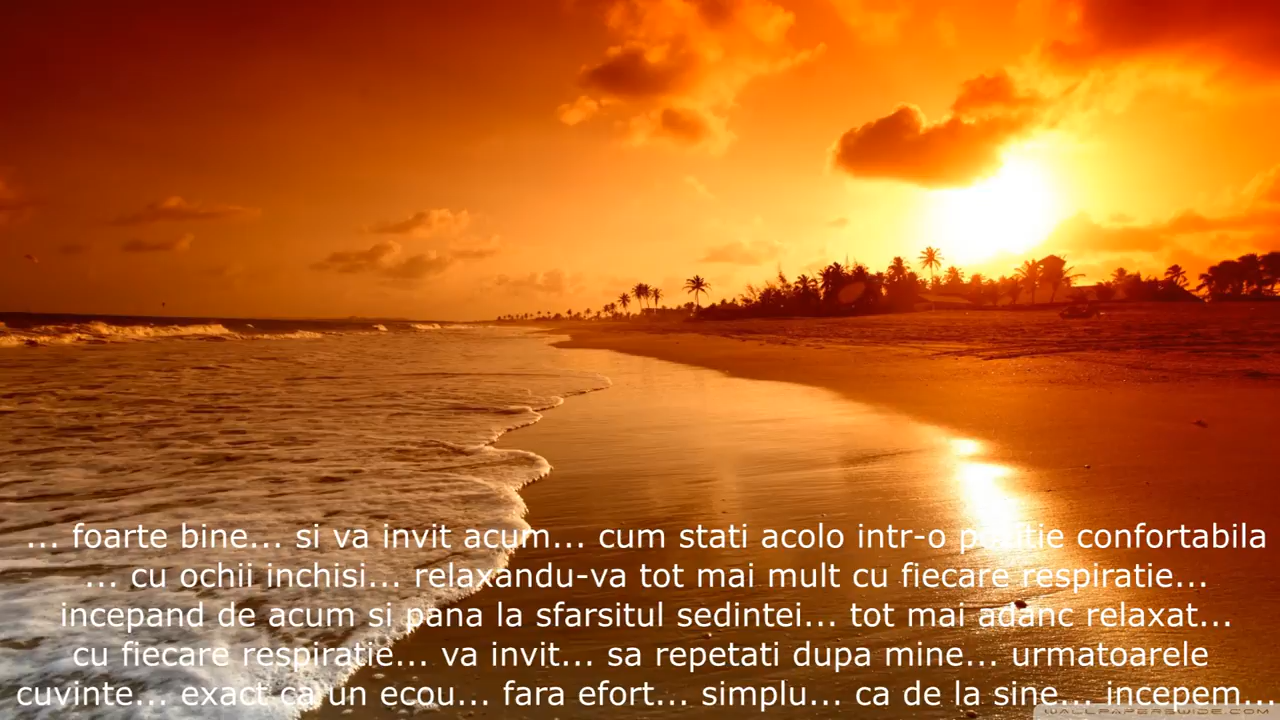 ... foarte bine... si va invit acum... cum stati acolo intr-o pozitie confortabila
... cu ochii inchisi... relaxandu-va tot mai mult cu fiecare respiratie...
incepand de acum si pana la sfarsitul sedintei... tot mai adanc relaxat...
cu fiecare respiratie... va invit... sa repetati dupa mine... urmatoarele
cuvinte... exact ca un ecou... fara efort... simplu... ca de la sine... incepem...
WALLPAPERSWIDE.COM